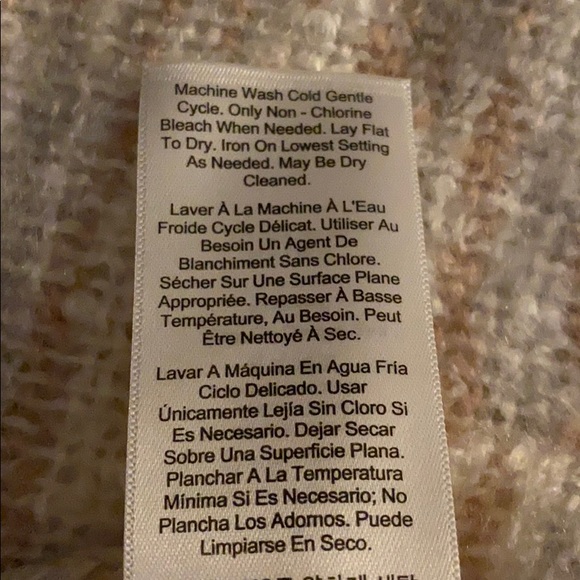 Machine Wash Cold Gentle
Cycle. Only Non - Chlorine
Bleach When Needed. Lay Flat
To Dry. Iron On Lowest Setting
As Needed. May Be Dry
Cleaned.
Laver À La Machine À L'Eau
Froide Cycle Délicat. Utiliser Au
Besoin Un Agent De
Blanchiment Sans Chlore.
Sécher Sur Une Surface Plane
Appropriée. Repasser À Basse
Température, Au Besoin. Peut
Être Nettoyé À Sec.
Lavar A Máquina En Agua Fría
Ciclo Delicado. Usar
Únicamente Lejía Sin Cloro Si
Es Necesario. Dejar Secar
Sobre Una Superficie Plana.
Planchar A La Temperatura
Mínima Si Es Necesario; No
Plancha Los Adornos. Puede
Limpiarse En Seco.